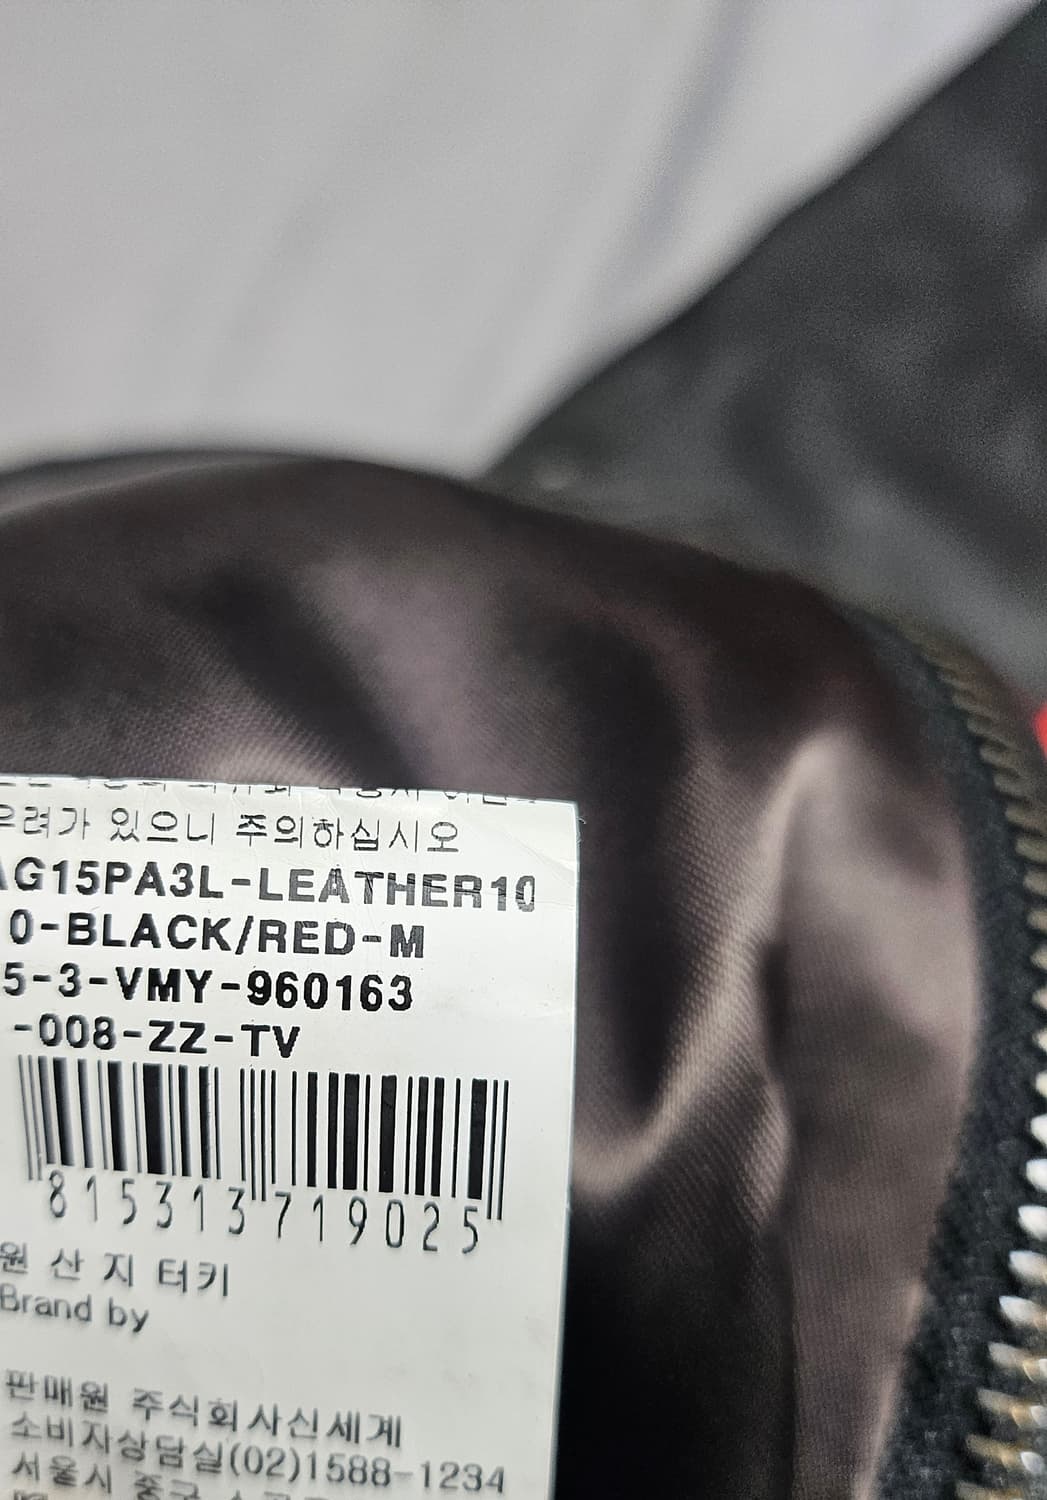 우려가 있으니 주의하십시오
AG15PA3L-LEATHER10
0-BLACK/RED-M
5-3-VMY-960163
-008-ZZ-TV
815313719025
원 산 지 터키
Brand by
판매원 주식회사신세계
소비자상담실(02)1588-1234
서울시 중구